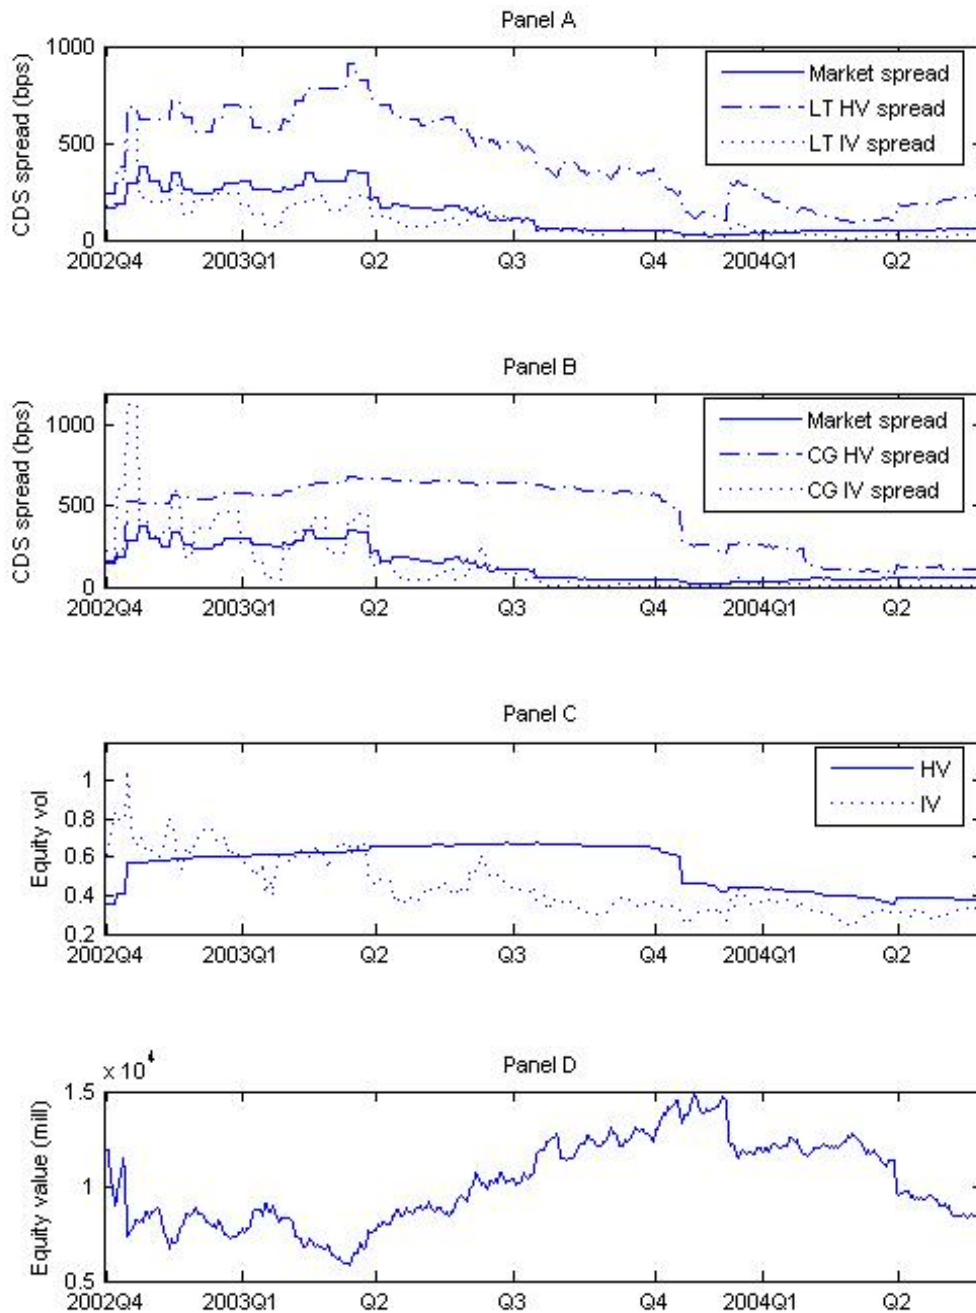 Panel A
CDS spread (bps)
1000
500
0
Market spread
LT HV spread
LT IV spread
2002Q4 2003Q1 Q2 Q3 Q4 2004Q1 Q2
Panel B
CDS spread (bps)
1000
500
0
Market spread
CG HV spread
CG IV spread
2002Q4 2003Q1 Q2 Q3 Q4 2004Q1 Q2
Panel C
Equity vol
1
0.8
0.6
0.4
0.2
HV
IV
2002Q4 2003Q1 Q2 Q3 Q4 2004Q1 Q2
x 10^4
Panel D
Equity value (mill)
1.5
1
0.5
2002Q4 2003Q1 Q2 Q3 Q4 2004Q1 Q2